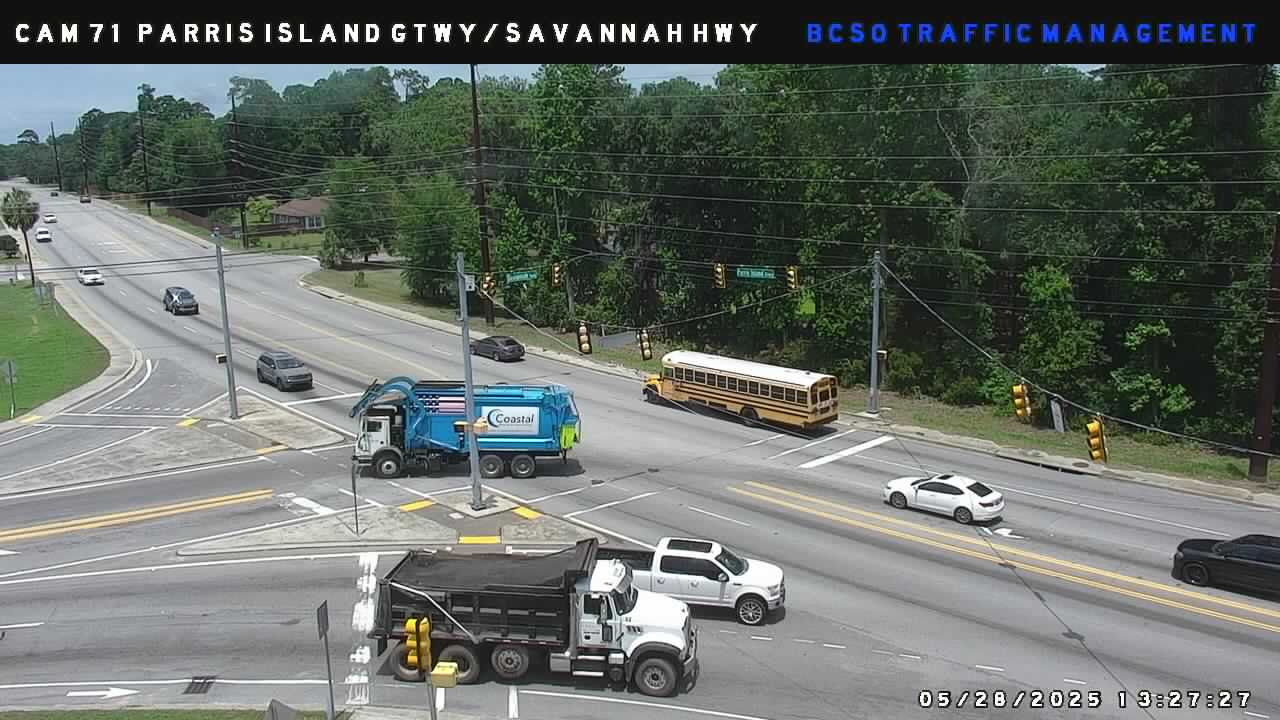 CAM 71 PARRIS ISLAND GTWY/SAVANNAH HWY BCSO TRAFFIC MANAGEMENT
Coastal
05/28/2025 13:27:27